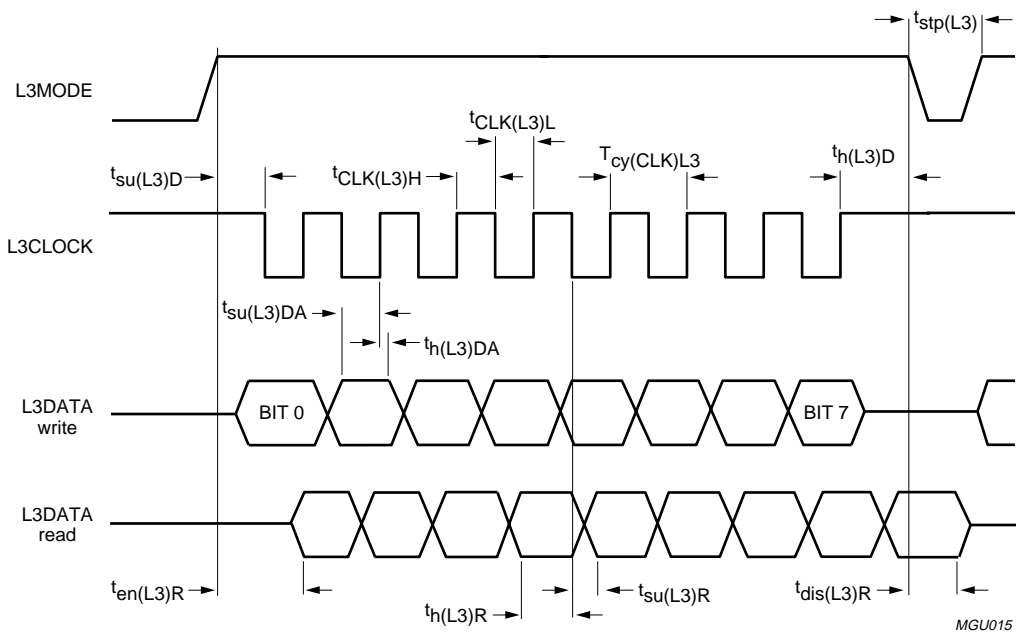 tstp(L3)
L3MODE
tCLK(L3)L
tsu(L3)D
tCLK(L3)H
Tcy(CLK)L3
th(L3)D
L3CLOCK
tsu(L3)DA
th(L3)DA
L3DATA
write
BIT 0
BIT 7
L3DATA
read
ten(L3)R
th(L3)R
tsu(L3)R
tdis(L3)R
MGU015